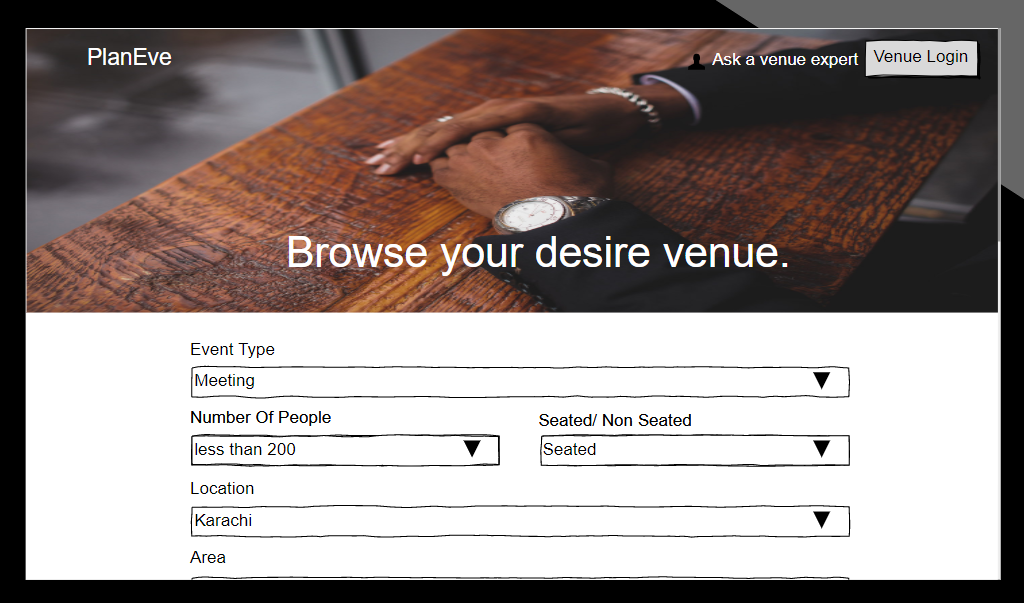 PlanEve
Ask a venue expert
Venue Login
Browse your desire venue.
Event Type
Meeting
Number Of People
Seated/ Non Seated
less than 200
Seated
Location
Karachi
Area